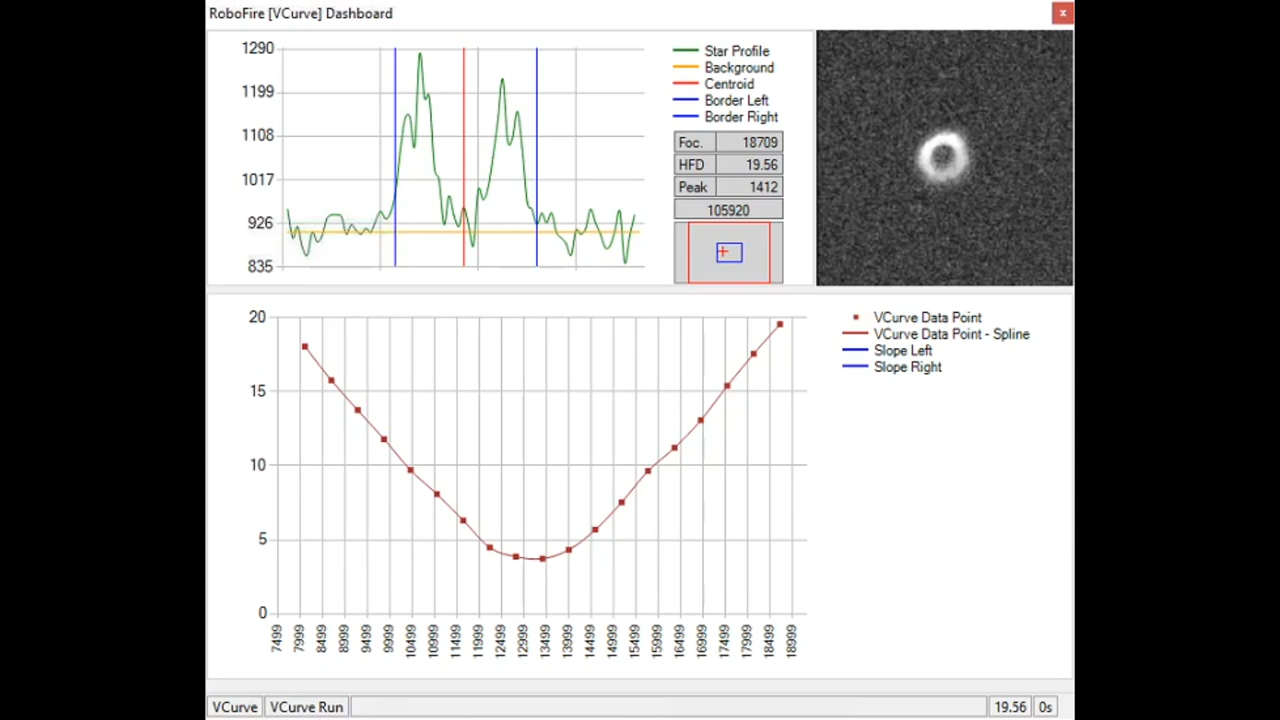 RoboFire [VCurve] Dashboard
x
1290
1199
1108
1017
926
835
Star Profile
Background
Centroid
Border Left
Border Right
Foc. 18709
HFD 19.56
Peak 1412
105920
20
15
10
5
0
VCurve Data Point
VCurve Data Point - Spline
Slope Left
Slope Right
7499 7999 8499 8999 9499 9999 10499 10999 11499 11999 12499 12999 13499 13999 14499 14999 15499 15999 16499 16999 17499 17999 18499 18999
VCurve VCurve Run 19.56 0s